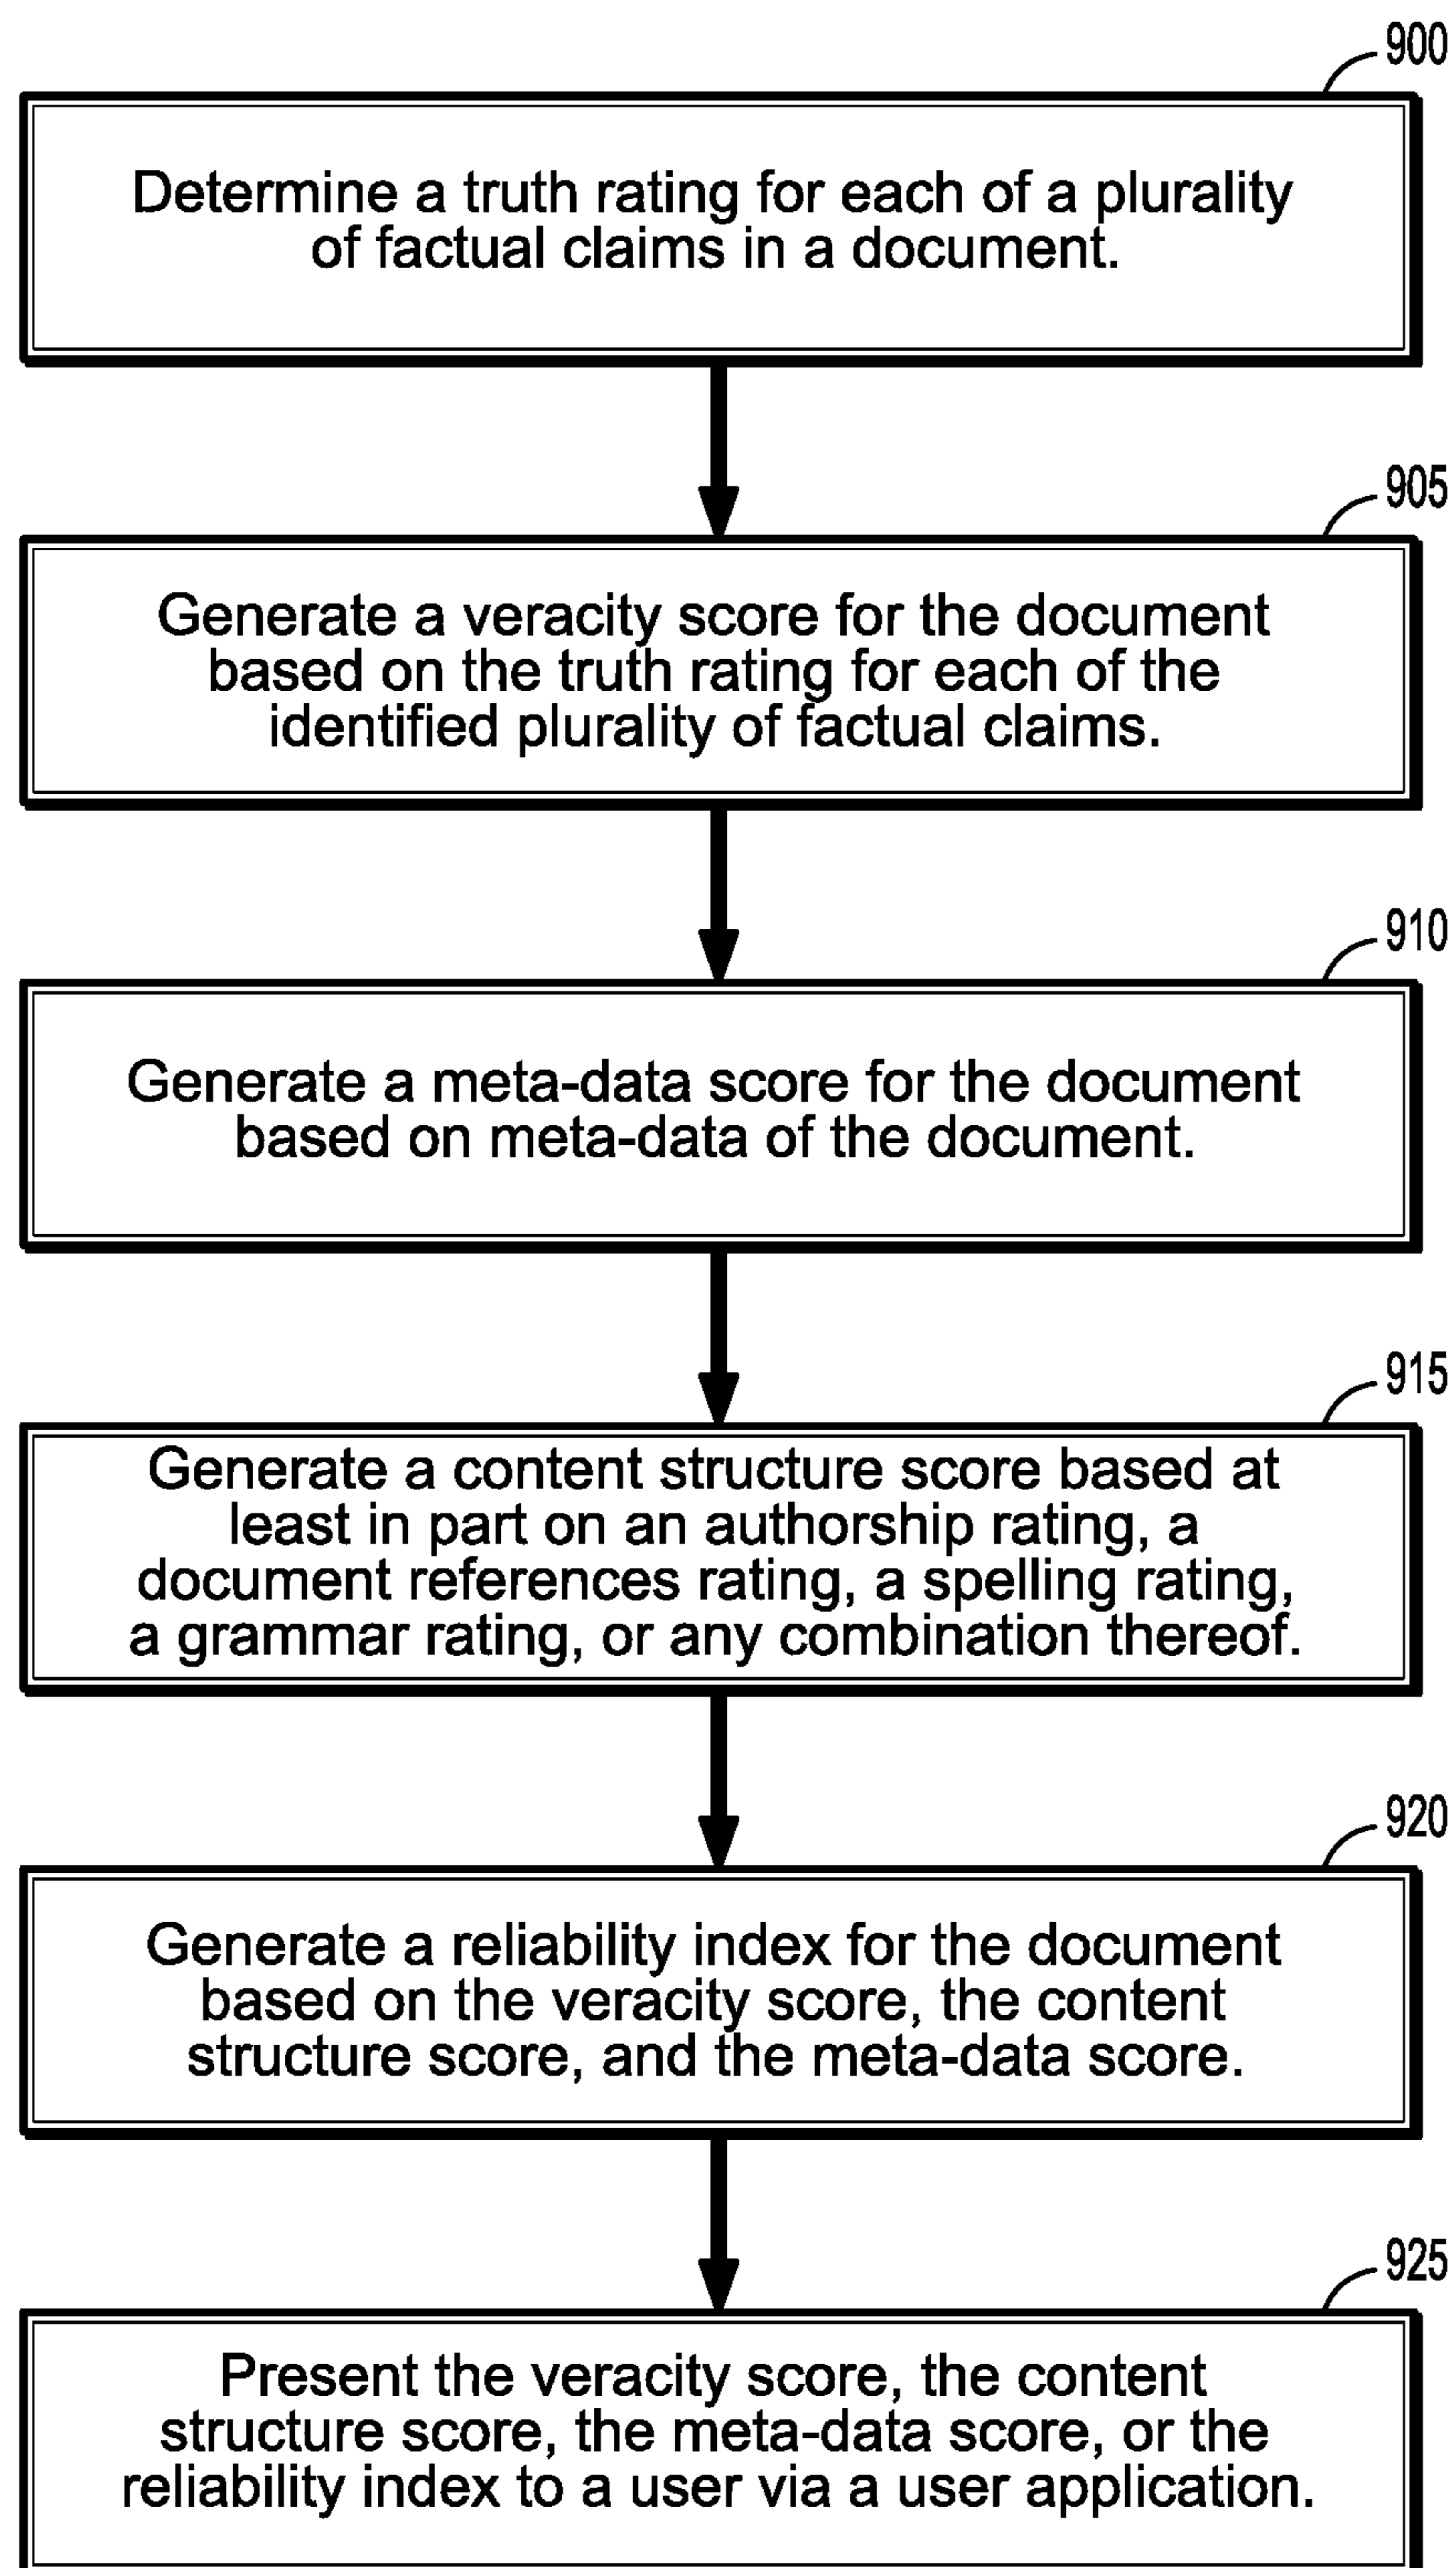 900
Determine a truth rating for each of a plurality
of factual claims in a document.
905
Generate a veracity score for the document
based on the truth rating for each of the
identified plurality of factual claims.
910
Generate a meta-data score for the document
based on meta-data of the document.
915
Generate a content structure score based at
least in part on an authorship rating, a
document references rating, a spelling rating,
a grammar rating, or any combination thereof.
920
Generate a reliability index for the document
based on the veracity score, the content
structure score, and the meta-data score.
925
Present the veracity score, the content
structure score, the meta-data score, or the
reliability index to a user via a user application.